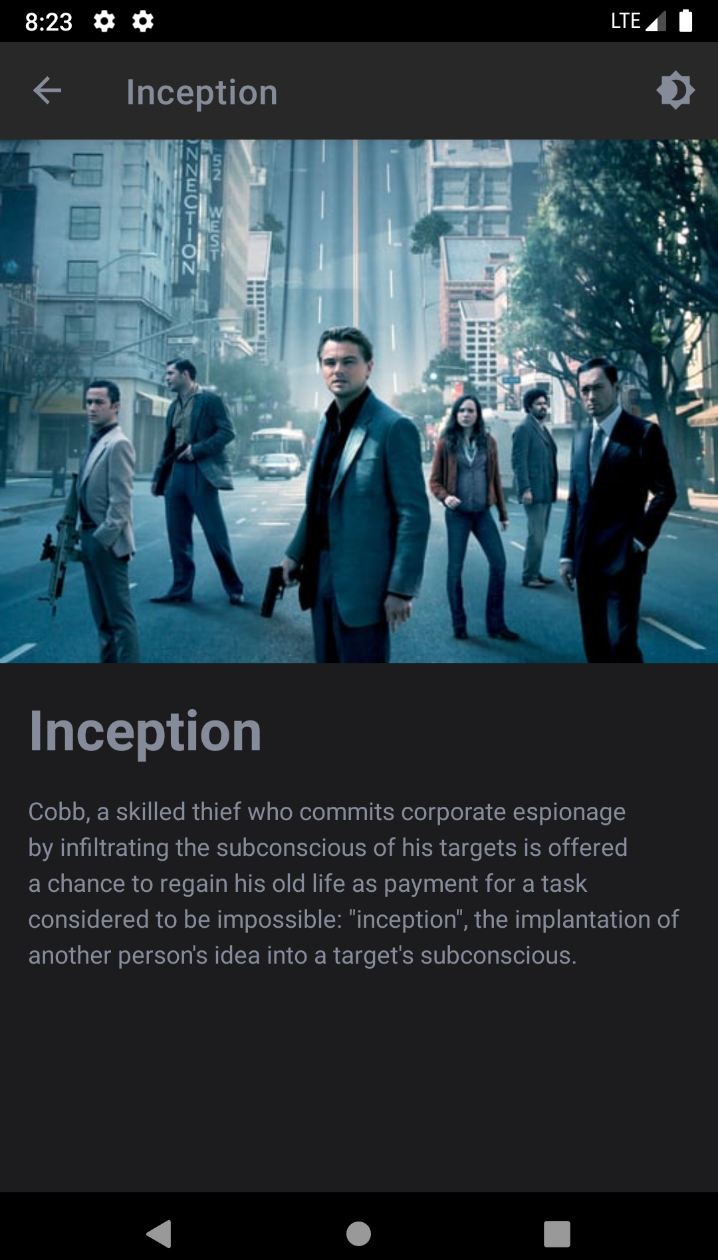 8:23
LTE
Inception
CONNECTION
52 WEST
Inception
Cobb, a skilled thief who commits corporate espionage
by infiltrating the subconscious of his targets is offered
a chance to regain his old life as payment for a task
considered to be impossible: "inception", the implantation of
another person's idea into a target's subconscious.